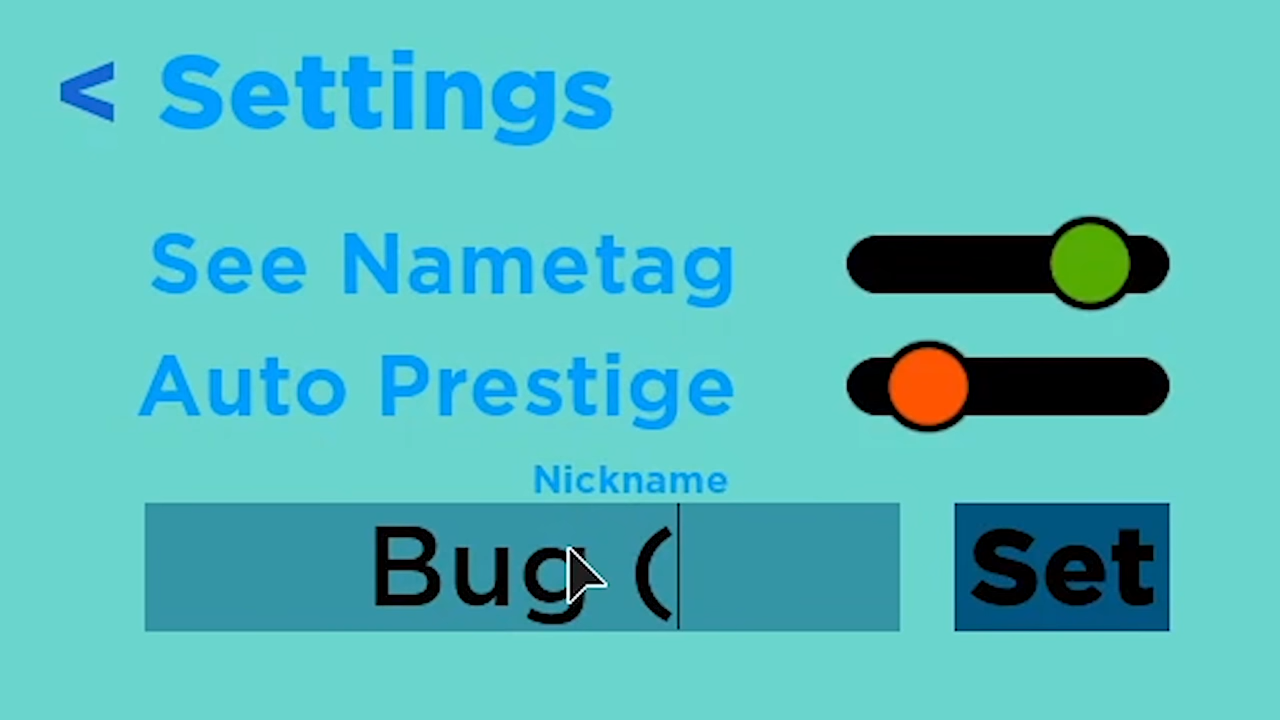 < Settings
See Nametag
Auto Prestige
Nickname
Bug (
Set